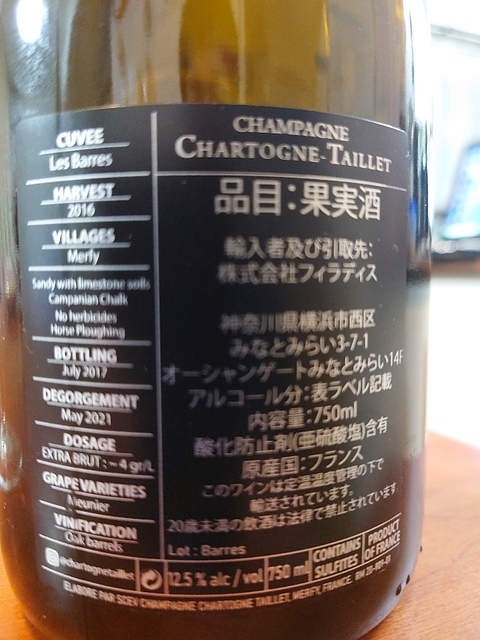 CUVEE
Les Barres
HARVEST
2016
VILLAGES
Merfy
Sandy with limestone soils
Campanian Chalk
No herbicides
Horse Ploughing
BOTTLING
July 2017
DEGORGEMENT
May 2021
DOSAGE
EXTRA BRUT : ~ 4 gr/L
GRAPE VARIETIES
Meunier
VINIFICATION
Oak barrels
@chartognetaillet
CHAMPAGNE
CHARTOGNE-TAILLET
品目：果実酒
輸入者及び引取先：
株式会社フィラディス
神奈川県横浜市西区
みなとみらい3-7-1
オーシャンゲートみなとみらい14F
アルコール分：表ラベル記載
内容量：750ml
酸化防止剤(亜硫酸塩)含有
原産国：フランス
このワインは定温温度管理の下で
輸送されています。
20歳未満の飲酒は法律で禁止されています。
Lot : Barres
12.5 % alc / vol
750 ml
CONTAINS
SULFITES
PRODUCT
OF FRANCE
ELABORE PAR SCEV CHAMPAGNE CHARTOGNE TAILLET, MERFY, FRANCE.